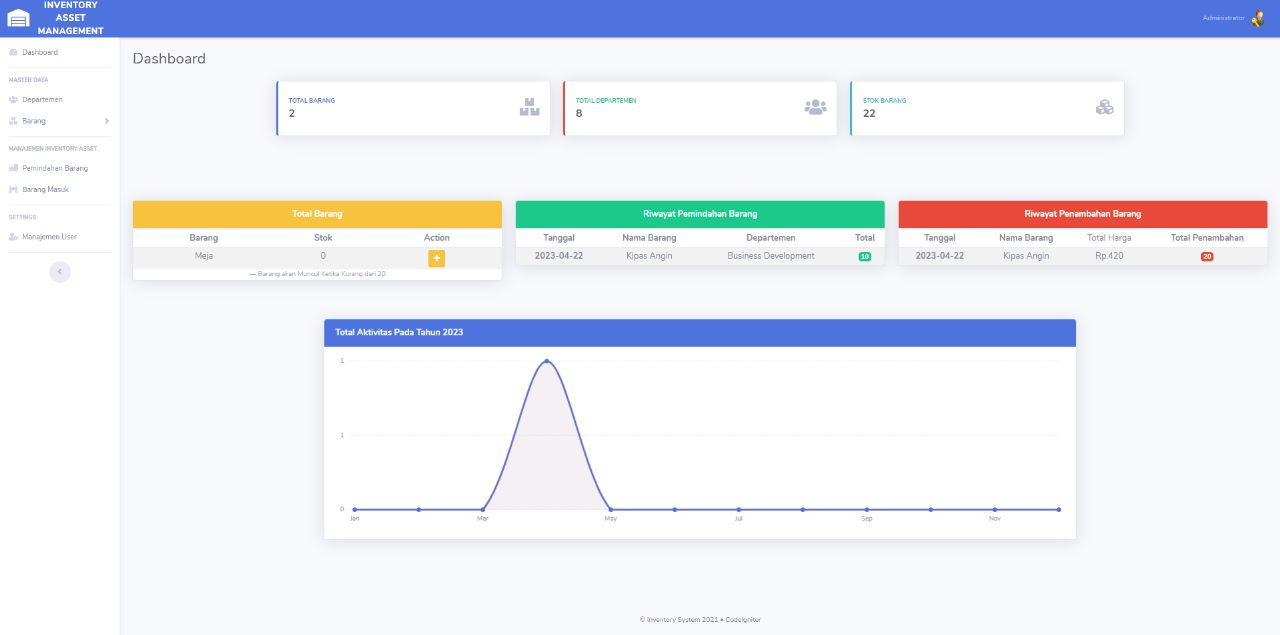 INVENTORY
ASSET
MANAGEMENT
Administrator
Dashboard
MASTER DATA
Departemen
Barang
MANAJEMEN INVENTORY ASSET
Pemindahan Barang
Barang Masuk
SETTINGS
Manajemen User
Dashboard
TOTAL BARANG
2
TOTAL DEPARTEMEN
8
STOK BARANG
22
Total Barang
Barang Stok Action
Meja 0 +
— Barang akan Muncul Ketika Kurang dari 20
Riwayat Pemindahan Barang
Tanggal Nama Barang Departemen Total
2023-04-22 Kipas Angin Business Development 10
Riwayat Penambahan Barang
Tanggal Nama Barang Total Harga Total Penambahan
2023-04-22 Kipas Angin Rp.420 20
Total Aktivitas Pada Tahun 2023
1
1
0
Jan Mar May Jul Sep Nov
© Inventory System 2021 • CodeIgniter